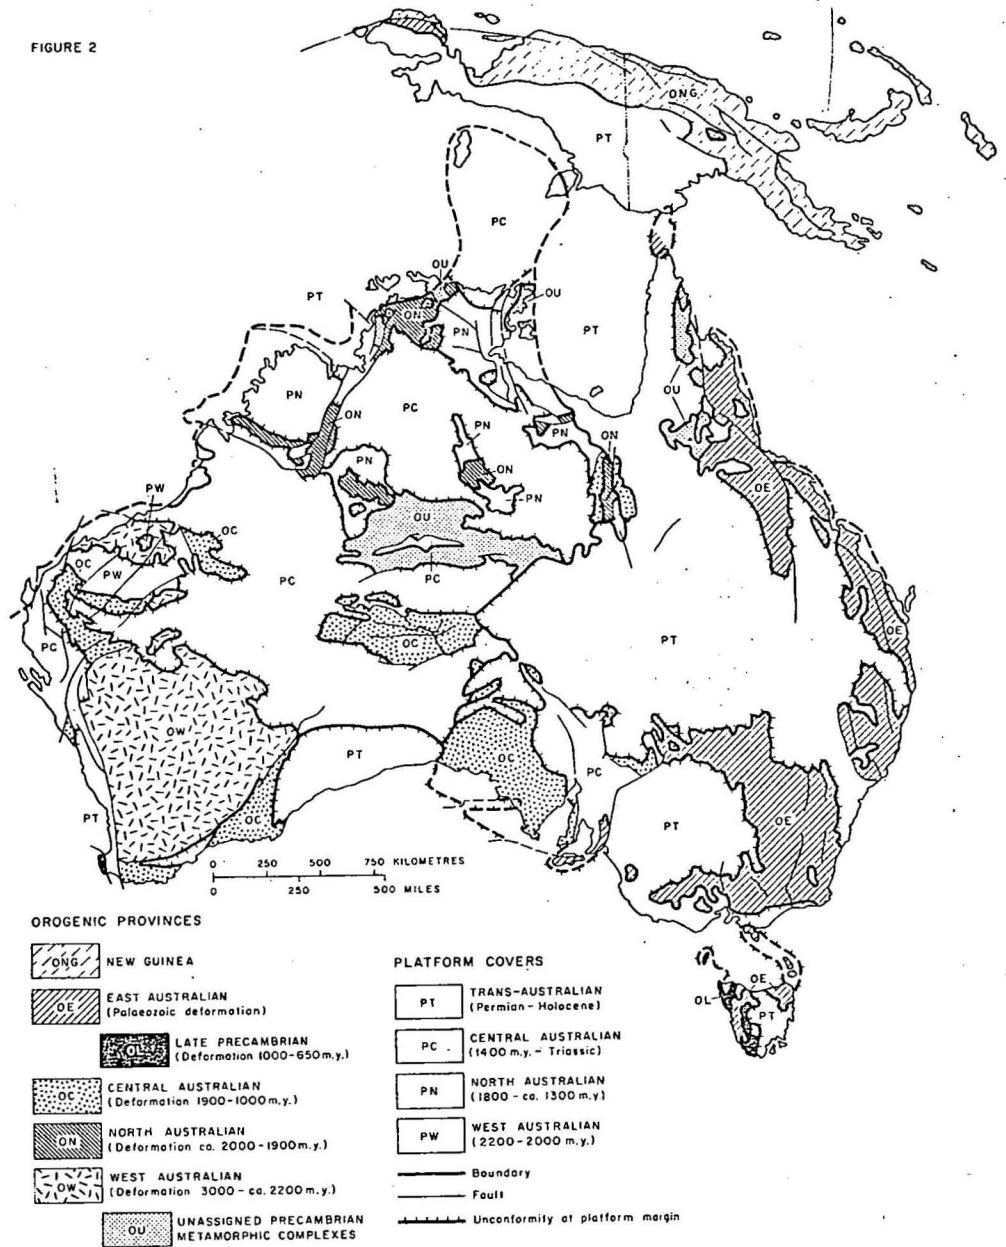 FIGURE 2
ONG
PT
PC
OU
PT
ON
PN
OU
PT
PN
PC
OU
ON
PN
PN
ON
PN
ON
OE
PN
PW
OU
OC
OC
PW
PC
PC
PC
OC
PT
OE
OW
PT
OC
PC
OC
PT
PT
OE
0 250 500 750 KILOMETRES
0 250 500 MILES
OE
OL
PT
OROGENIC PROVINCES
ONG NEW GUINEA
OE EAST AUSTRALIAN
(Palaeozoic deformation)
OL LATE PRECAMBRIAN
(Deformation 1000-650 m.y.)
OC CENTRAL AUSTRALIAN
(Deformation 1900-1000 m.y.)
ON NORTH AUSTRALIAN
(Deformation ca. 2000-1900 m.y.)
OW WEST AUSTRALIAN
(Deformation 3000 - ca. 2200 m.y.)
OU UNASSIGNED PRECAMBRIAN
METAMORPHIC COMPLEXES
PLATFORM COVERS
PT TRANS-AUSTRALIAN
(Permian - Holocene)
PC CENTRAL AUSTRALIAN
(1400 m.y. - Triassic)
PN NORTH AUSTRALIAN
(1800 - ca. 1300 m.y)
PW WEST AUSTRALIAN
(2200-2000 m.y.)
Boundary
Fault
Unconformity at platform margin